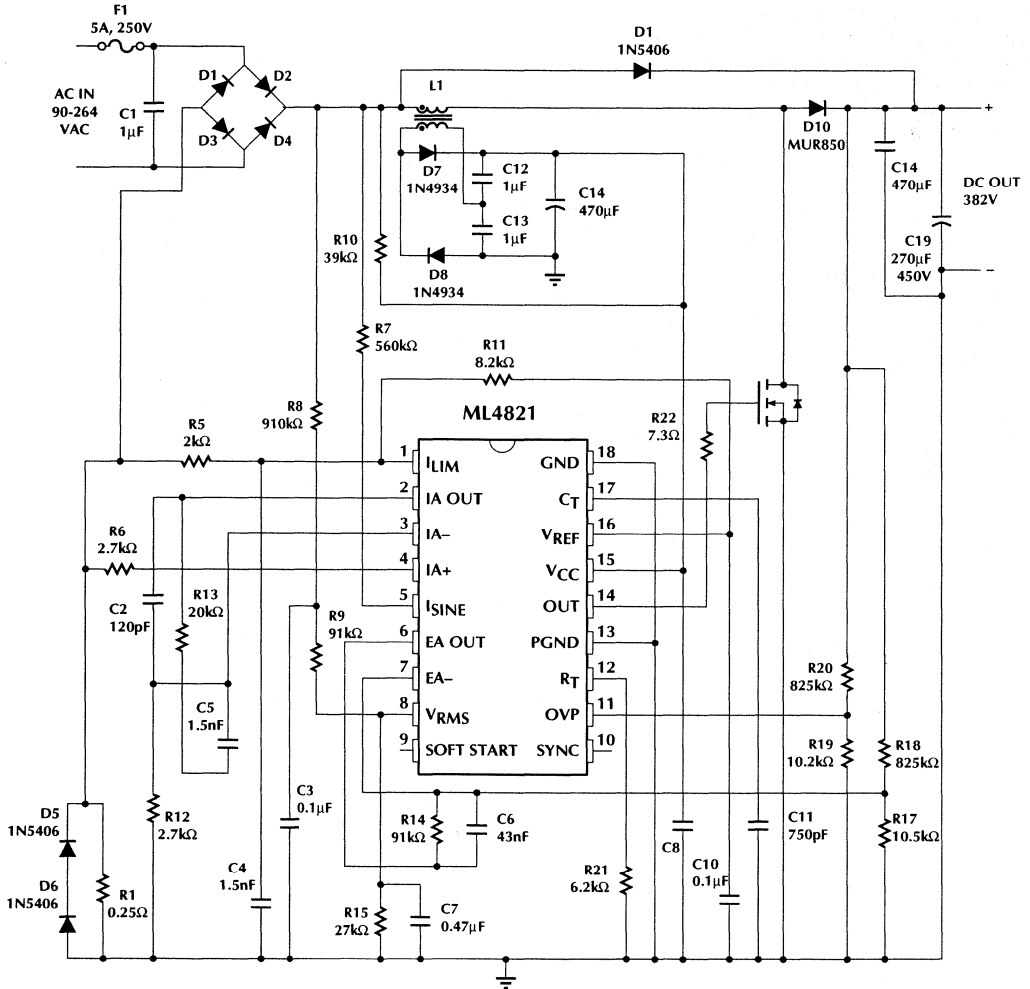 F1
5A, 250V
AC IN
90-264
VAC
C1
1µF
D1
D2
D3
D4
L1
D1
1N5406
D10
MUR850
D7
1N4934
C12
1µF
C13
1µF
C14
470µF
D8
1N4934
C14
470µF
DC OUT
382V
C19
270µF
450V
+
–
R10
39kΩ
R7
560kΩ
R11
8.2kΩ
R8
910kΩ
R22
7.3Ω
R5
2kΩ
ML4821
1 ILIM
2 IA OUT
3 IA–
4 IA+
5 ISINE
6 EA OUT
7 EA–
8 VRMS
9 SOFT START
GND 18
CT 17
VREF 16
VCC 15
OUT 14
PGND 13
RT 12
OVP 11
SYNC 10
R6
2.7kΩ
C2
120pF
R13
20kΩ
R9
91kΩ
C5
1.5nF
R20
825kΩ
R19
10.2kΩ
R18
825kΩ
R17
10.5kΩ
D5
1N5406
D6
1N5406
R1
0.25Ω
R12
2.7kΩ
C4
1.5nF
C3
0.1µF
R14
91kΩ
C6
43nF
R15
27kΩ
C7
0.47µF
R21
6.2kΩ
C8
C10
0.1µF
C11
750pF